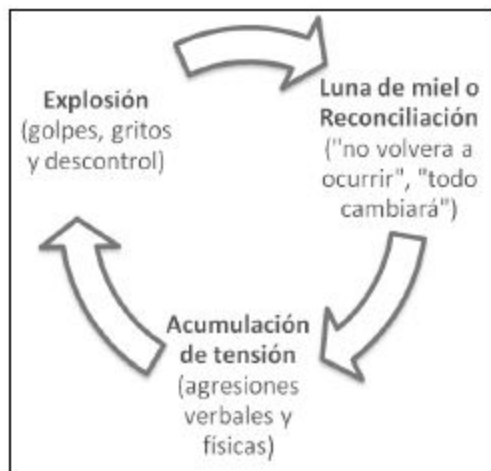 Explosión
(golpes, gritos
y descontrol)
Luna de miel o
Reconciliación
("no volvera a
ocurrir", "todo
cambiará")
Acumulación
de tensión
(agresiones
verbales y
físicas)